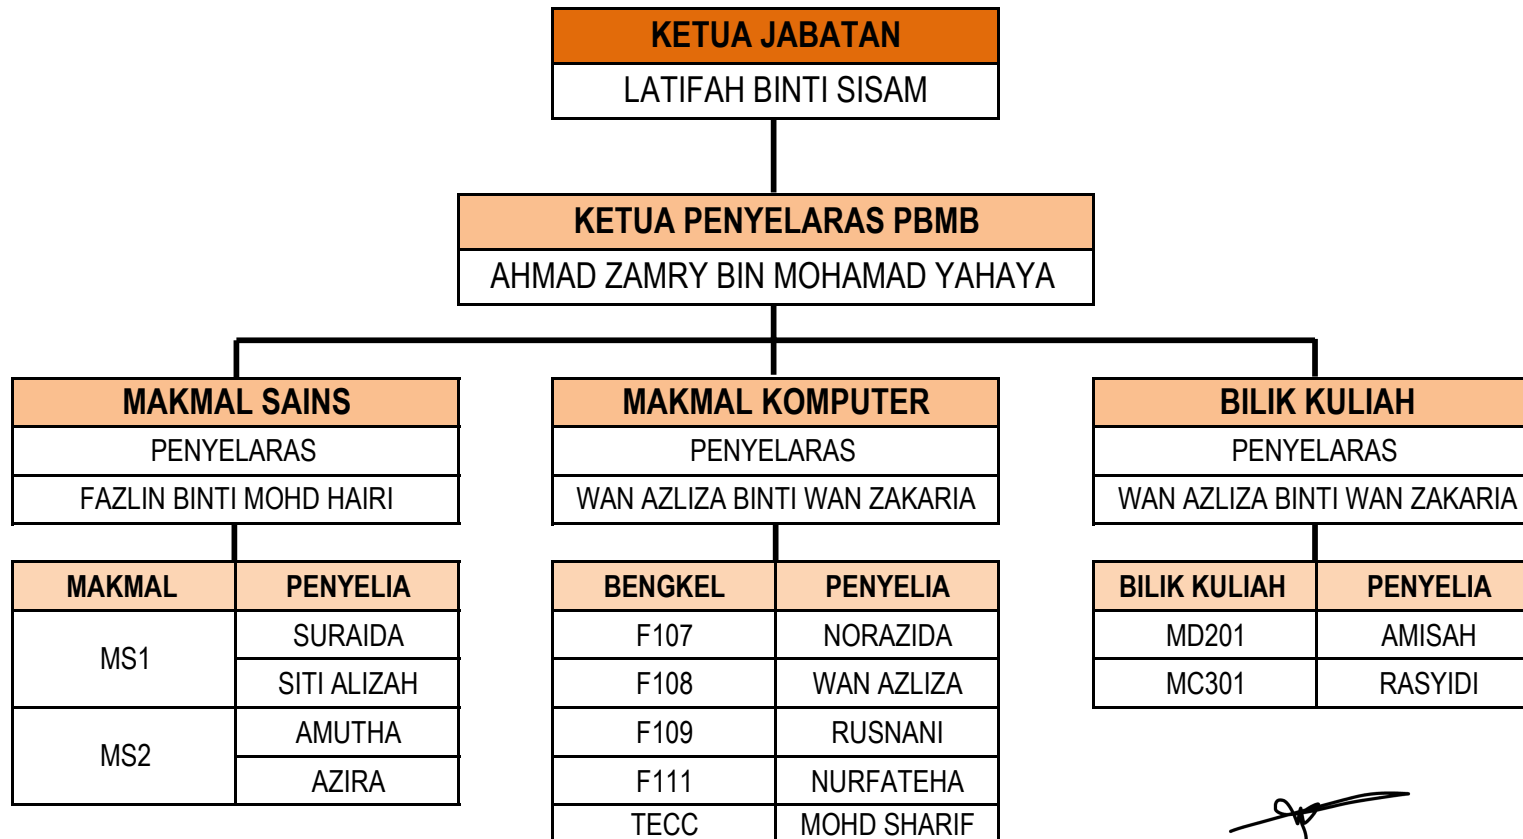 KETUA JABATAN
LATIFAH BINTI SISAM
KETUA PENYELARAS PBMB
AHMAD ZAMRY BIN MOHAMAD YAHAYA
MAKMAL SAINS
PENYELARAS
FAZLIN BINTI MOHD HAIRI
MAKMAL PENYELIA
MS1
SURAIDA
SITI ALIZAH
MS2
AMUTHA
AZIRA
MAKMAL KOMPUTER
PENYELARAS
WAN AZLIZA BINTI WAN ZAKARIA
BENGKEL PENYELIA
F107 NORAZIDA
F108 WAN AZLIZA
F109 RUSNANI
F111 NURFATEHA
TECC MOHD SHARIF
BILIK KULIAH
PENYELARAS
WAN AZLIZA BINTI WAN ZAKARIA
BILIK KULIAH PENYELIA
MD201 AMISAH
MC301 RASYIDI